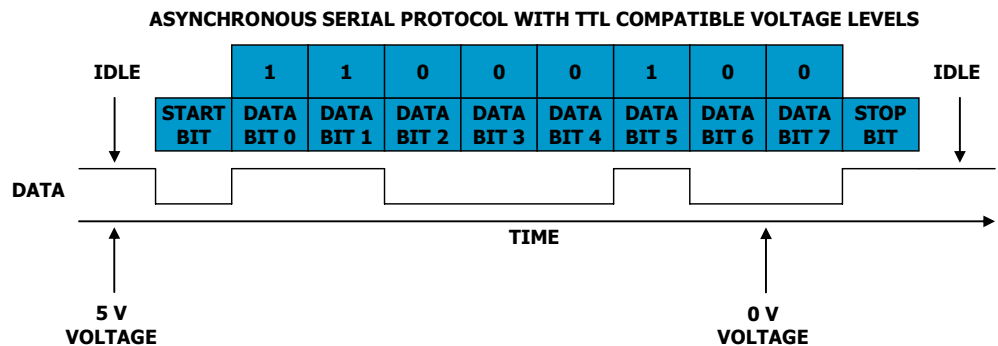 ASYNCHRONOUS SERIAL PROTOCOL WITH TTL COMPATIBLE VOLTAGE LEVELS
IDLE 1 1 0 0 0 1 0 0 IDLE
START DATA DATA DATA DATA DATA DATA DATA DATA STOP
BIT BIT 0 BIT 1 BIT 2 BIT 3 BIT 4 BIT 5 BIT 6 BIT 7 BIT
DATA
TIME
5 V 0 V
VOLTAGE VOLTAGE